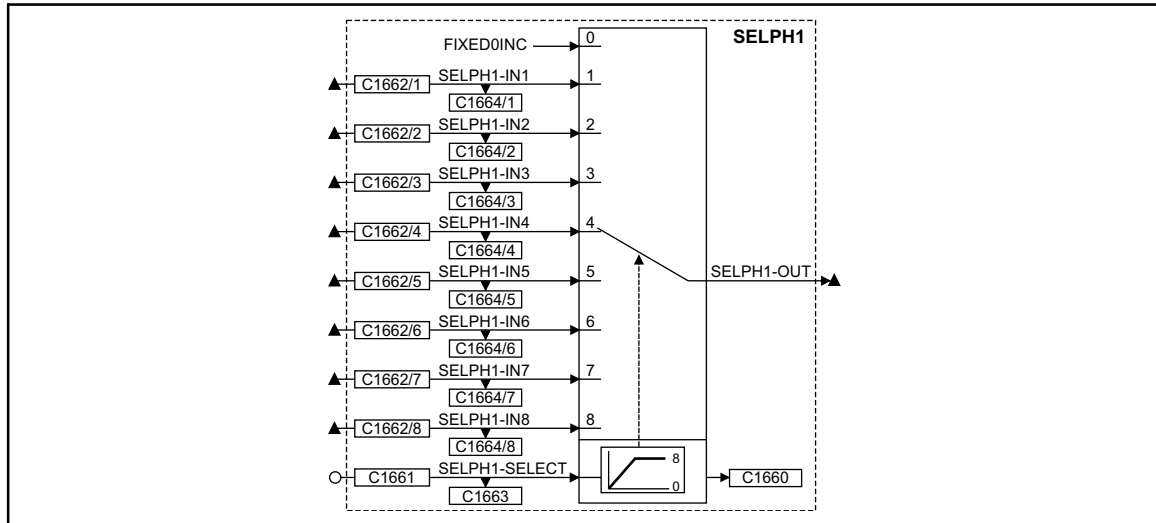 SELPH1
FIXED0INC 0
C1662/1 SELPH1-IN1 1
C1664/1
C1662/2 SELPH1-IN2 2
C1664/2
C1662/3 SELPH1-IN3 3
C1664/3
C1662/4 SELPH1-IN4 4
C1664/4
C1662/5 SELPH1-IN5 5 SELPH1-OUT
C1664/5
C1662/6 SELPH1-IN6 6
C1664/6
C1662/7 SELPH1-IN7 7
C1664/7
C1662/8 SELPH1-IN8 8
C1664/8
8
C1661 SELPH1-SELECT C1660
0
C1663